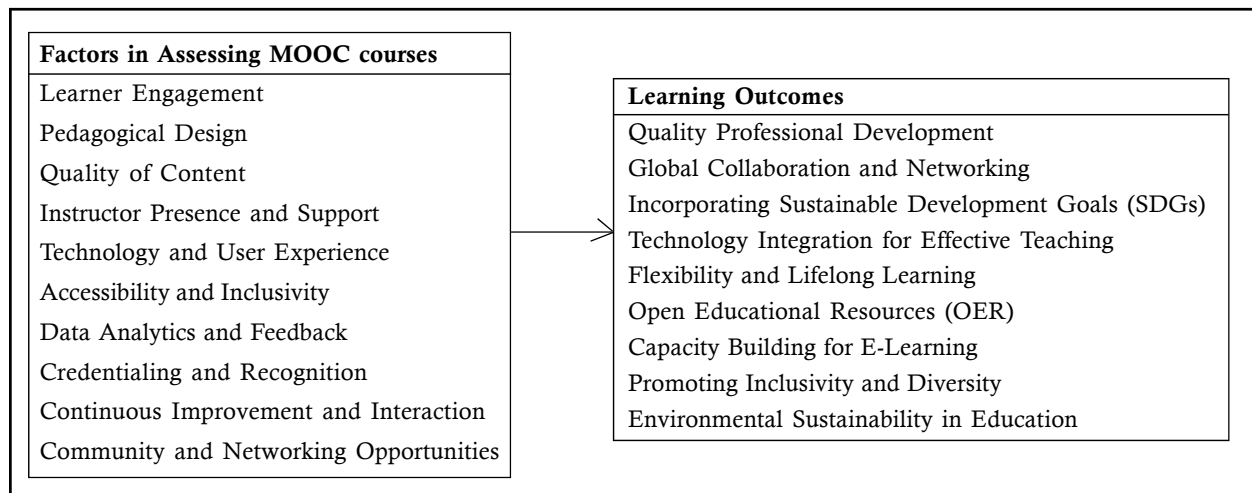 Factors in Assessing MOOC courses
Learner Engagement
Pedagogical Design
Quality of Content
Instructor Presence and Support
Technology and User Experience
Accessibility and Inclusivity
Data Analytics and Feedback
Credentialing and Recognition
Continuous Improvement and Interaction
Community and Networking Opportunities
Learning Outcomes
Quality Professional Development
Global Collaboration and Networking
Incorporating Sustainable Development Goals (SDGs)
Technology Integration for Effective Teaching
Flexibility and Lifelong Learning
Open Educational Resources (OER)
Capacity Building for E-Learning
Promoting Inclusivity and Diversity
Environmental Sustainability in Education